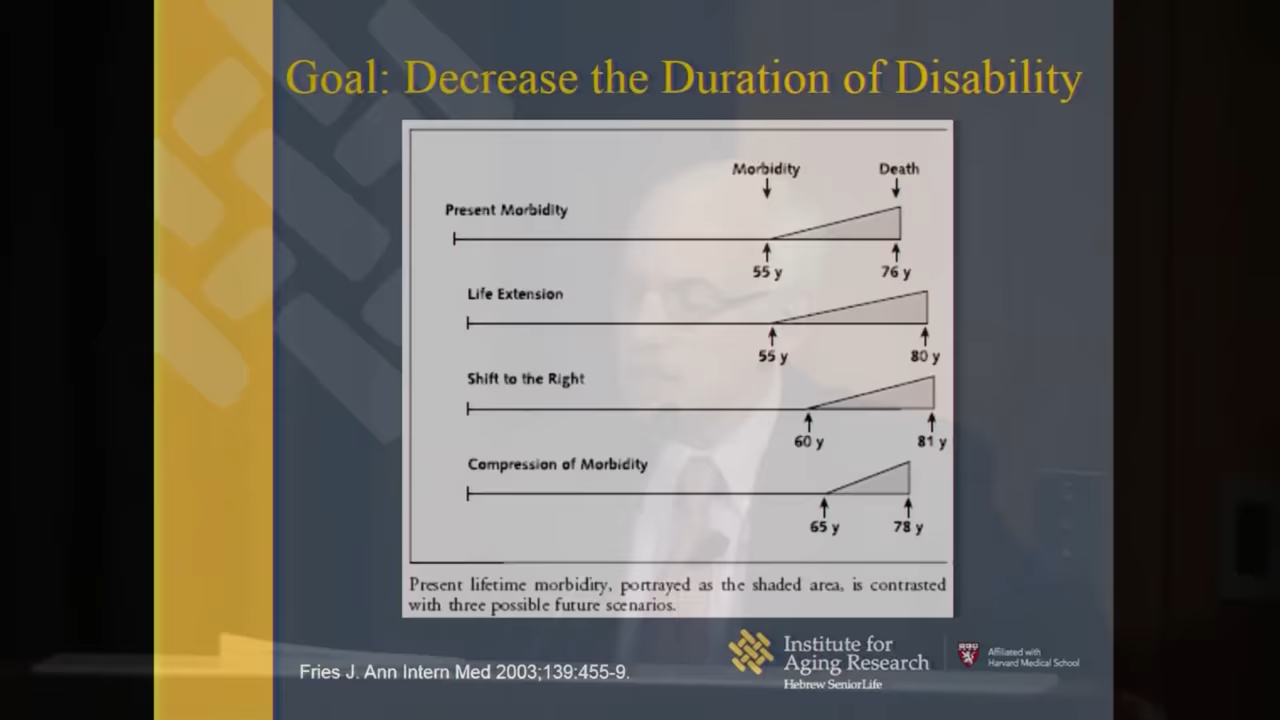 Goal: Decrease the Duration of Disability
Morbidity
Death
Present Morbidity
55 y
76 y
Life Extension
55 y
80 y
Shift to the Right
60 y
81 y
Compression of Morbidity
65 y
78 y
Present lifetime morbidity, portrayed as the shaded area, is contrasted
with three possible future scenarios.
Fries J. Ann Intern Med 2003;139:455-9.
Institute for
Aging Research
Hebrew SeniorLife
Affiliated with
Harvard Medical School